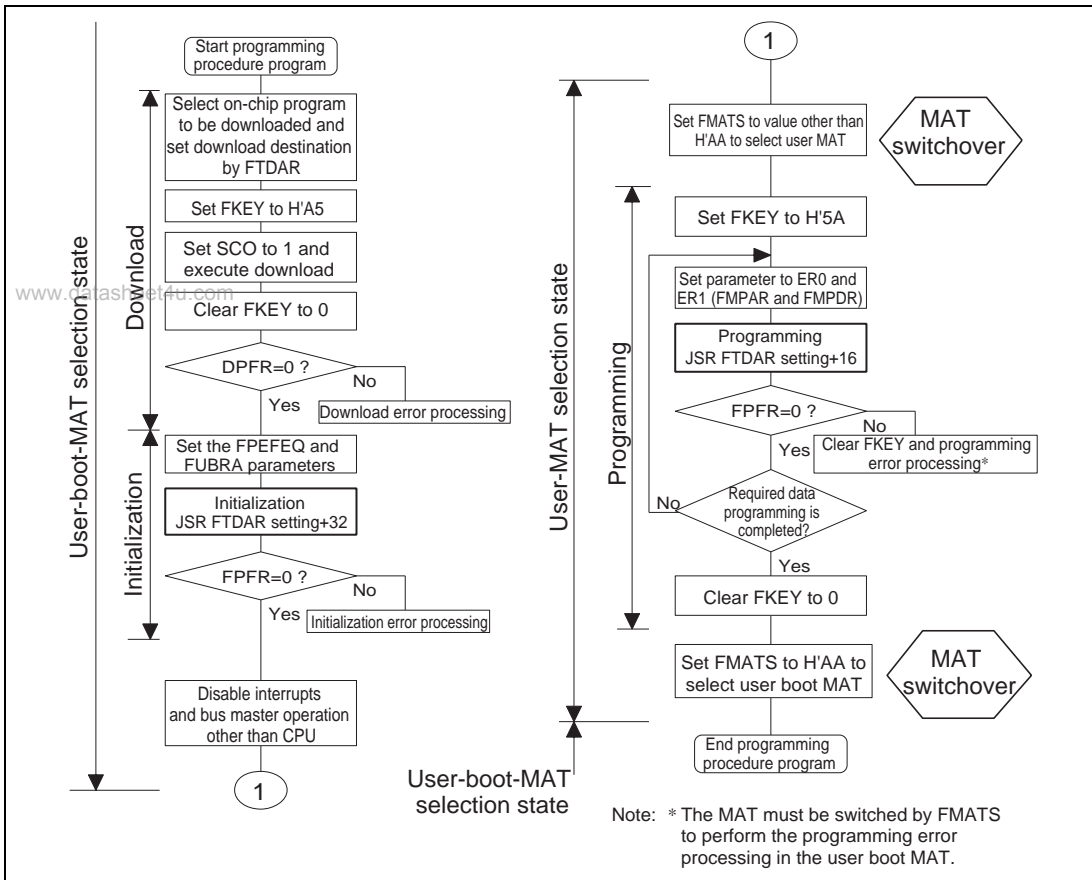 Start programming
procedure program
Select on-chip program
to be downloaded and
set download destination
by FTDAR
Set FKEY to H'A5
Set SCO to 1 and
execute download
Clear FKEY to 0
DPFR=0 ?
No
Yes
Download error processing
Set the FPEFEQ and
FUBRA parameters
Initialization
JSR FTDAR setting+32
FPFR=0 ?
No
Yes
Initialization error processing
Disable interrupts
and bus master operation
other than CPU
1
User-boot-MAT selection state
Download
Initialization
www.datasheet4u.com
1
Set FMATS to value other than
H'AA to select user MAT
MAT
switchover
Set FKEY to H'5A
Set parameter to ER0 and
ER1 (FMPAR and FMPDR)
Programming
JSR FTDAR setting+16
FPFR=0 ?
No
Yes
Clear FKEY and programming
error processing*
Required data
programming is
completed?
No
Yes
Clear FKEY to 0
Set FMATS to H'AA to
select user boot MAT
MAT
switchover
End programming
procedure program
User-MAT selection state
Programming
User-boot-MAT
selection state
Note: * The MAT must be switched by FMATS
to perform the programming error
processing in the user boot MAT.